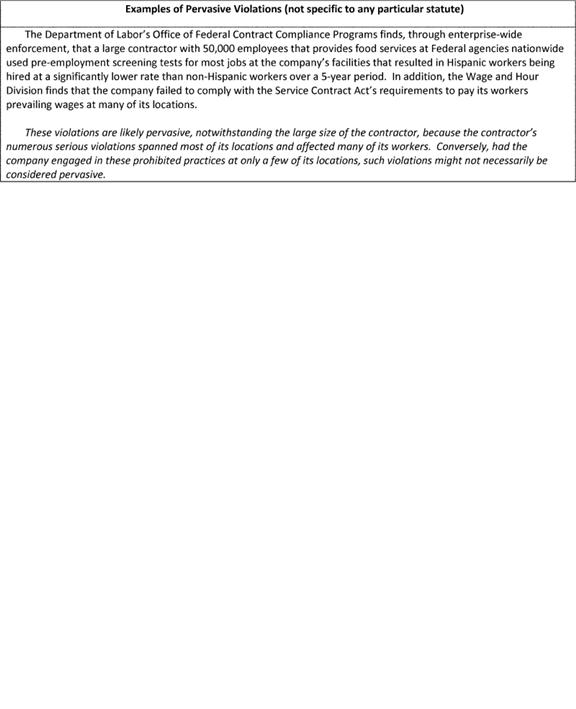 Examples of Pervasive Violations (not specific to any particular statute)
The Department of Labor's Office of Federal Contract Compliance Programs finds, through enterprise-wide
enforcement, that a large contractor with 50,000 employees that provides food services at Federal agencies nationwide
used pre-employment screening tests for most jobs at the company's facilities that resulted in Hispanic workers being
hired at a significantly lower rate than non-Hispanic workers over a 5-year period.  In addition, the Wage and Hour
Division finds that the company failed to comply with the Service Contract Act's requirements to pay its workers
prevailing wages at many of its locations.
These violations are likely pervasive, notwithstanding the large size of the contractor, because the contractor's
numerous serious violations spanned most of its locations and affected many of its workers.  Conversely, had the
company engaged in these prohibited practices at only a few of its locations, such violations might not necessarily be
considered pervasive.